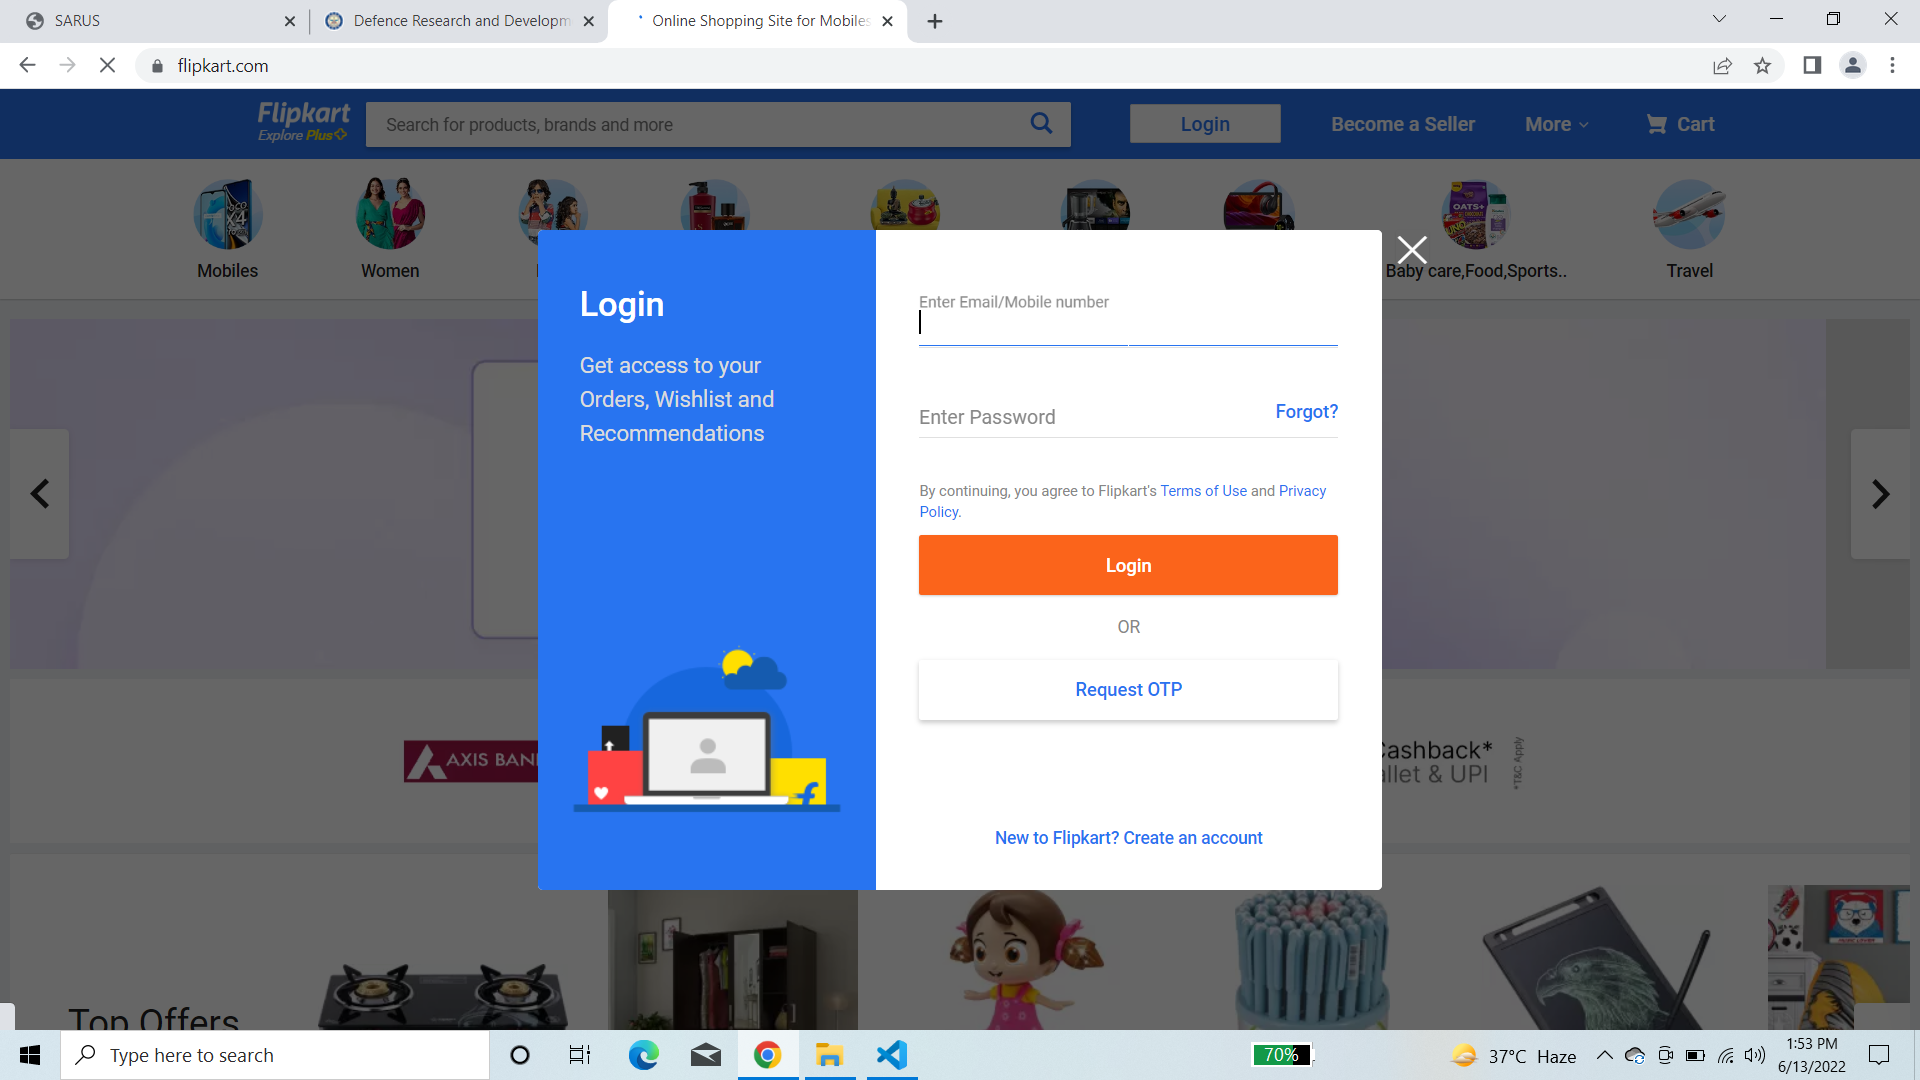 SARUS
Defence Research and Developm
Online Shopping Site for Mobiles
flipkart.com
Flipkart
Explore Plus
Search for products, brands and more
Login
Become a Seller
More
Cart
Mobiles
Women
Baby care,Food,Sports..
Travel
Login
Get access to your
Orders, Wishlist and
Recommendations
Enter Email/Mobile number
Enter Password
Forgot?
By continuing, you agree to Flipkart's Terms of Use and Privacy
Policy.
Login
OR
Request OTP
New to Flipkart? Create an account
AXIS BAN
Cashback*
allet & UPI
*T&C Apply
Top Offers
Type here to search
70%
37°C Haze
1:53 PM
6/13/2022